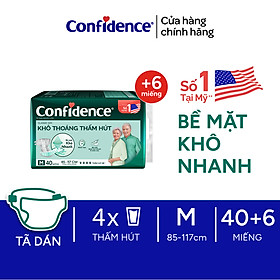 Confidence®
Cửa hàng
chính hãng
+6
miếng
Số 1
Tại Mỹ**
Confidence®
KHÔ THOÁNG THẤM HÚT
M 40
BỀ MẶT
KHÔ
NHANH
TÃ DÁN
4x
THẤM HÚT
M
85-117cm
40+6
MIẾNG